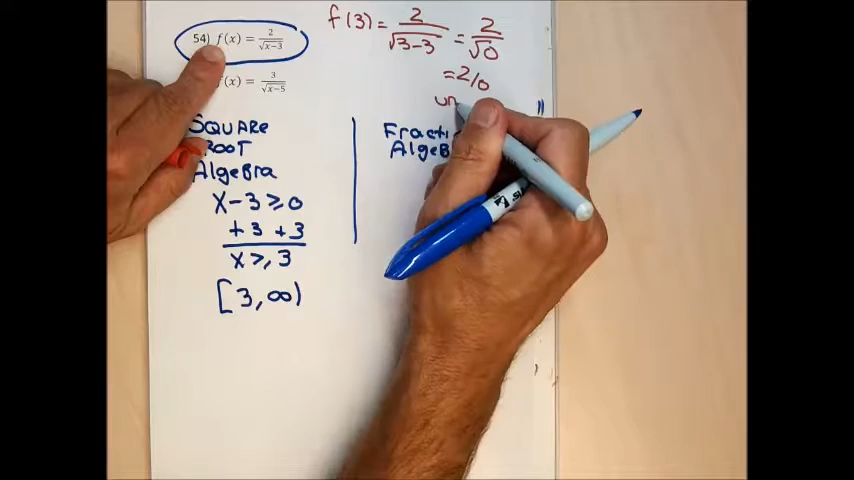 54) f(x) = 2/√x−3
f(x) = 3/√x−5
f(3) = 2/√3-3 = 2/√0
= 2/0
un
SQUARE
ROOT
Algebra
x-3 ≥ 0
+3 +3
x ≥ 3
[3, ∞)
Fracti
Algeb